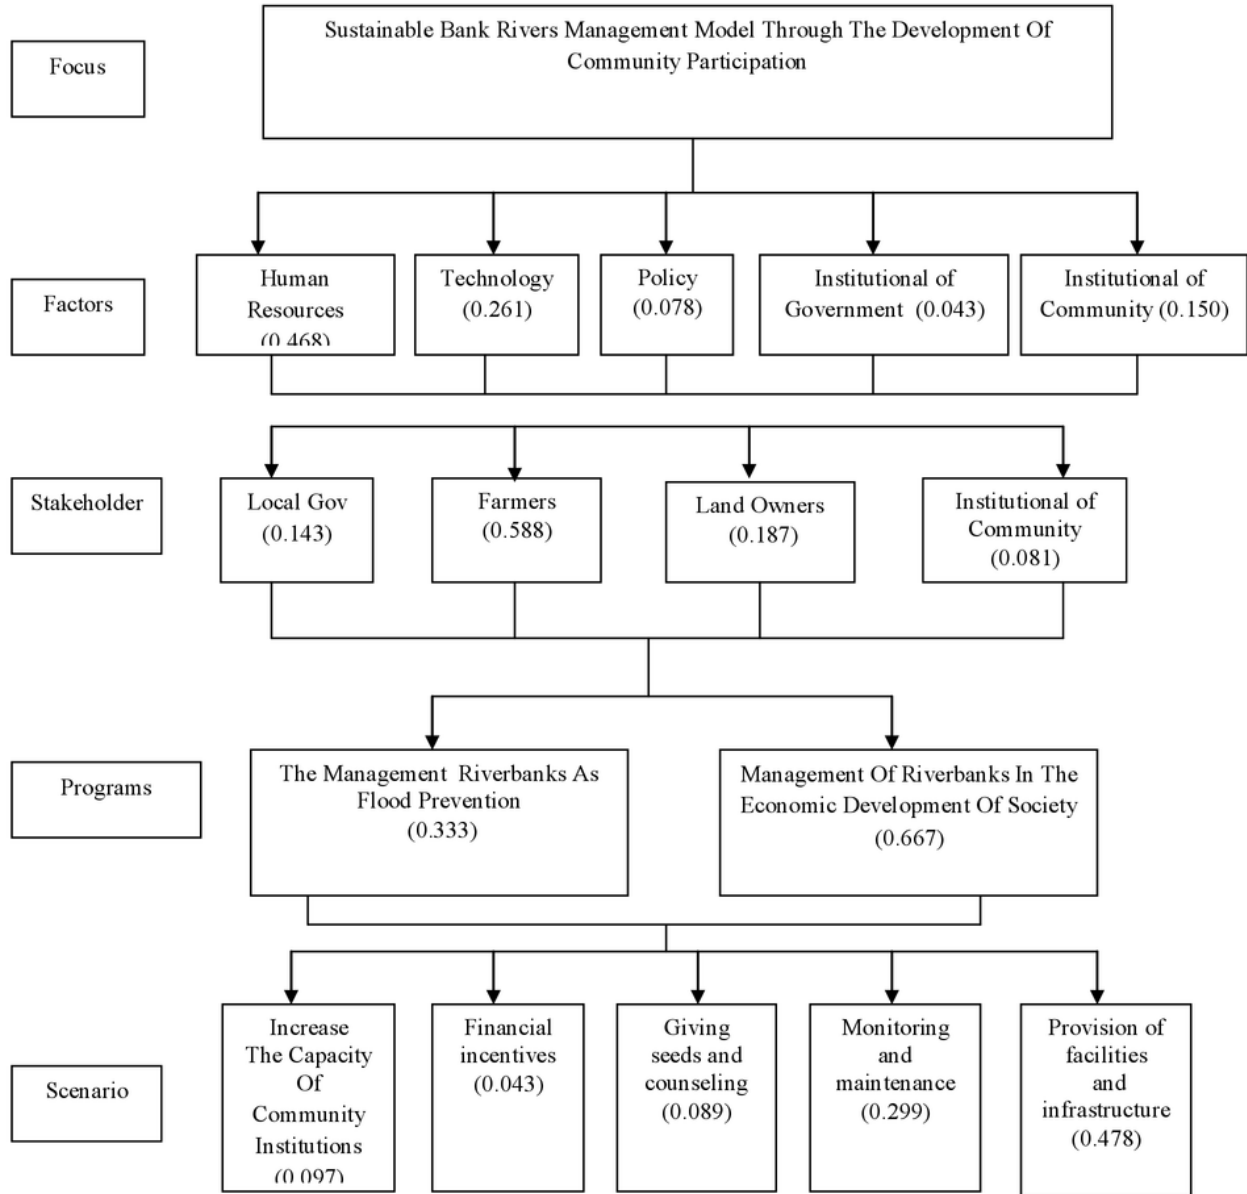 Focus
Sustainable Bank Rivers Management Model Through The Development Of
Community Participation
Factors
Human
Resources
(0.468)
Technology
(0.261)
Policy
(0.078)
Institutional of
Government (0.043)
Institutional of
Community (0.150)
Stakeholder
Local Gov
(0.143)
Farmers
(0.588)
Land Owners
(0.187)
Institutional of
Community
(0.081)
Programs
The Management Riverbanks As
Flood Prevention
(0.333)
Management Of Riverbanks In The
Economic Development Of Society
(0.667)
Scenario
Increase
The Capacity
Of
Community
Institutions
(0.097)
Financial
incentives
(0.043)
Giving
seeds and
counseling
(0.089)
Monitoring
and
maintenance
(0.299)
Provision of
facilities
and
infrastructure
(0.478)